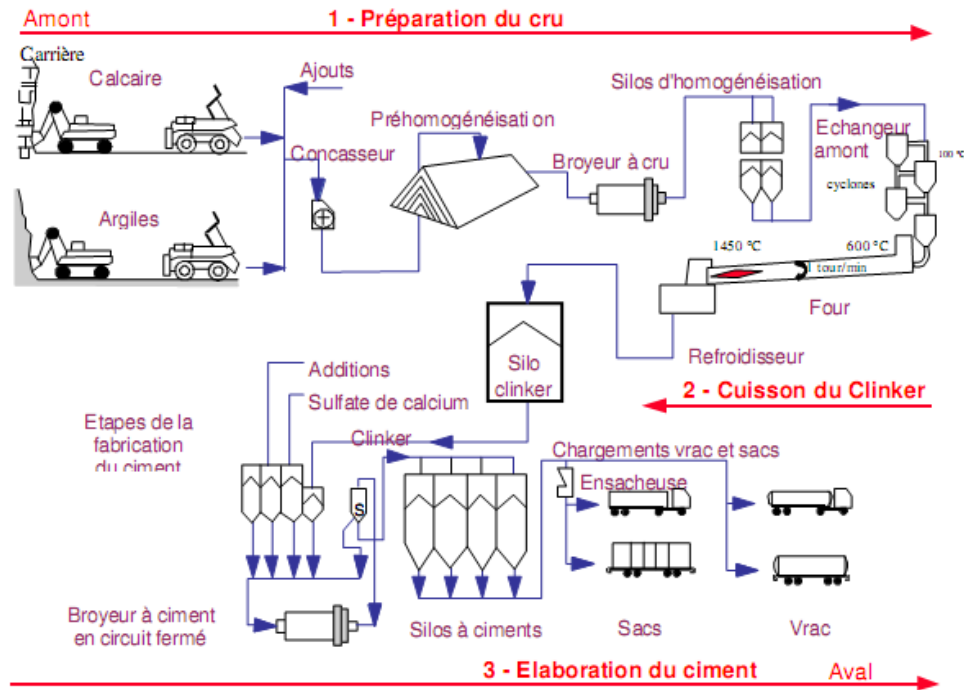 Amont
1 - Préparation du cru
Carrière
Calcaire
Ajouts
Silos d'homogénéisation
Préhomogénéisation
Concasseur
Broyeur à cru
Echangeur
amont
100 °C
cyclones
Argiles
1450 °C
600 °C
1 tour/min
Four
Silo
clinker
Refroidisseur
2 - Cuisson du Clinker
Additions
Sulfate de calcium
Etapes de la
fabrication
du ciment
Clinker
Chargements vrac et sacs
Ensacheuse
S
Broyeur à ciment
en circuit fermé
Silos à ciments
Sacs
Vrac
3 - Elaboration du ciment
Aval